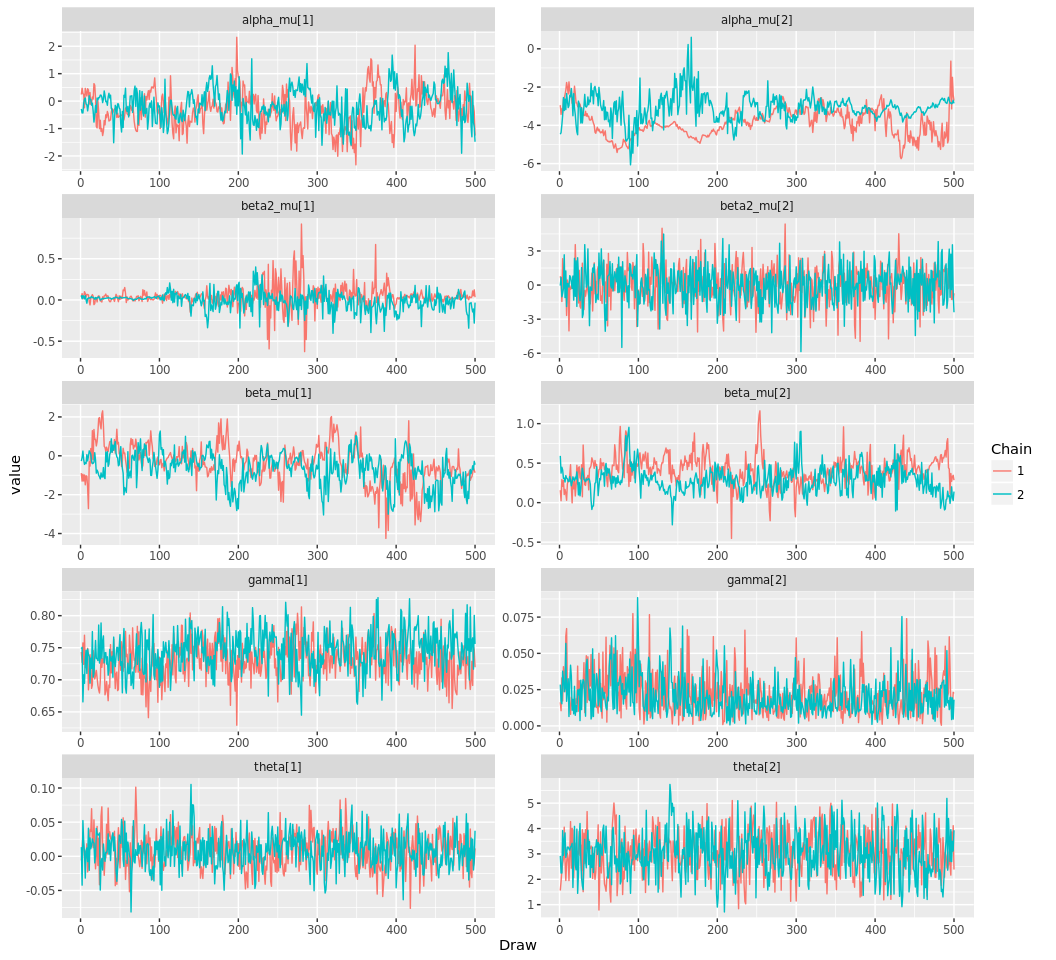 alpha_mu[1]
alpha_mu[2]
2
1
0
-1
-2
0
-2
-4
-6
0 100 200 300 400 500
0 100 200 300 400 500
beta2_mu[1]
beta2_mu[2]
0.5
0.0
-0.5
3
0
-3
-6
0 100 200 300 400 500
0 100 200 300 400 500
beta_mu[1]
beta_mu[2]
2
0
-2
-4
1.0
0.5
0.0
-0.5
0 100 200 300 400 500
0 100 200 300 400 500
gamma[1]
gamma[2]
0.80
0.75
0.70
0.65
0.075
0.050
0.025
0.000
0 100 200 300 400 500
0 100 200 300 400 500
theta[1]
theta[2]
0.10
0.05
0.00
-0.05
5
4
3
2
1
0 100 200 300 400 500
0 100 200 300 400 500
value
Draw
Chain
1
2